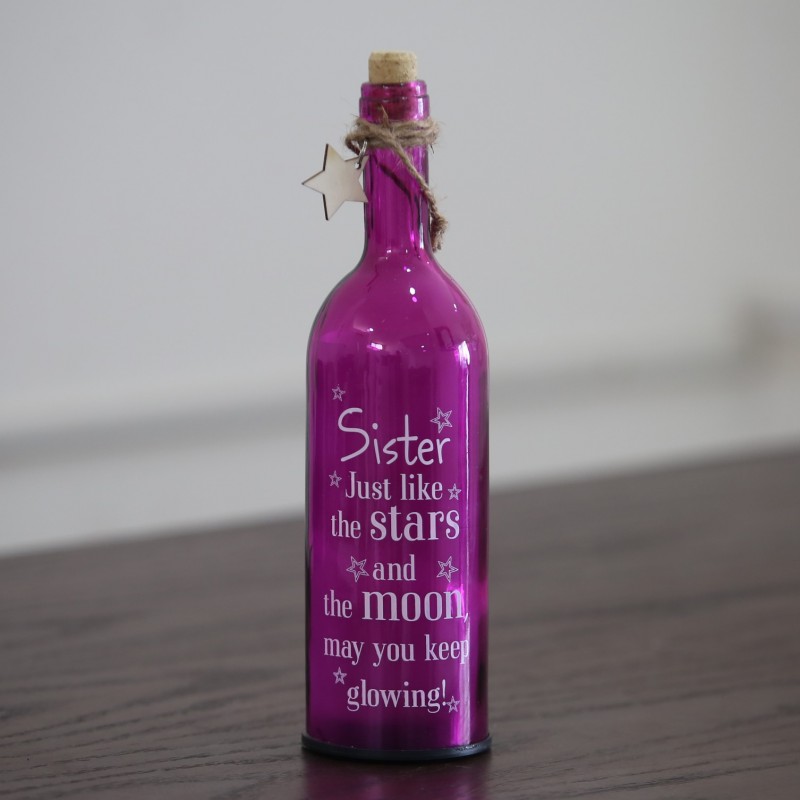 Sister
Just like
the stars
and
the moon,
may you keep
glowing!